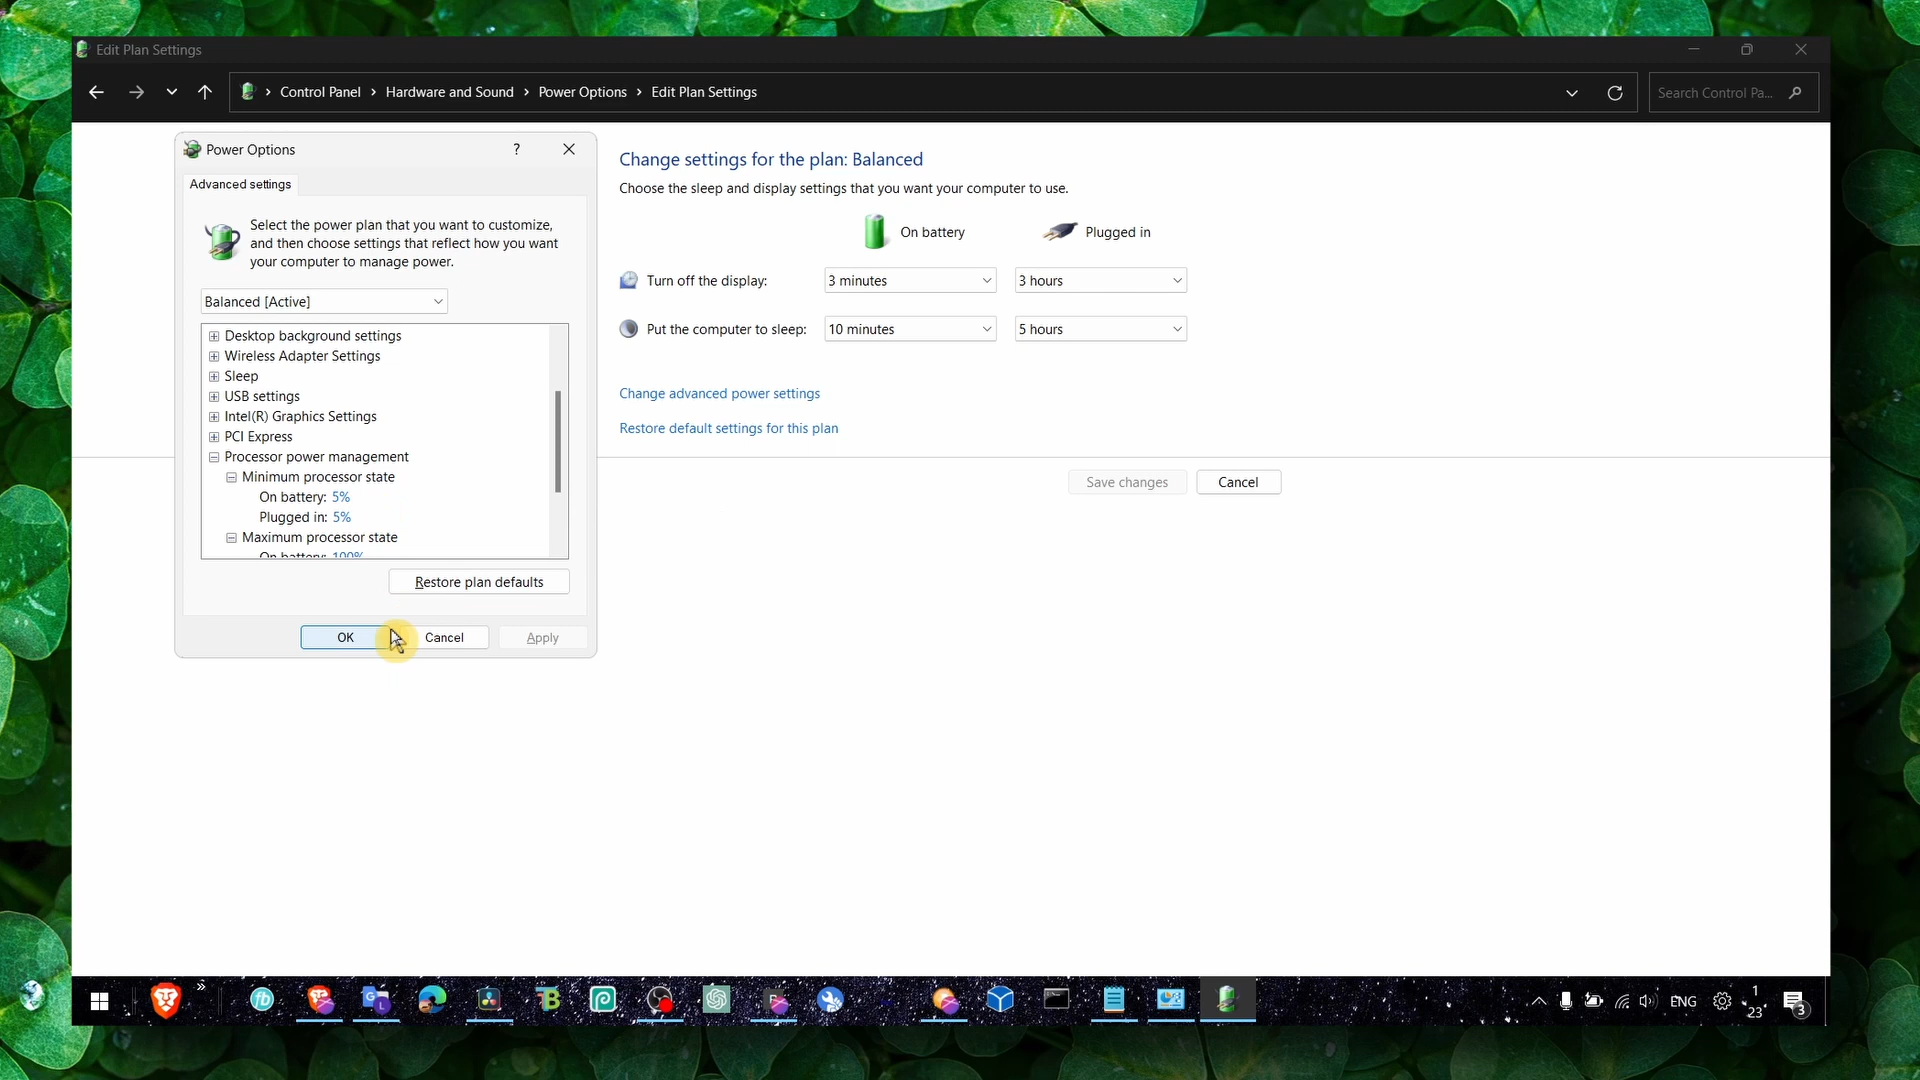 Edit Plan Settings
Control Panel > Hardware and Sound > Power Options > Edit Plan Settings
Search Control Pa...
Power Options
?
Advanced settings
Select the power plan that you want to customize,
and then choose settings that reflect how you want
your computer to manage power.
Balanced [Active]
Desktop background settings
Wireless Adapter Settings
Sleep
USB settings
Intel(R) Graphics Settings
PCI Express
Processor power management
Minimum processor state
On battery: 5%
Plugged in: 5%
Maximum processor state
On battery: 100%
Restore plan defaults
OK
Cancel
Apply
Change settings for the plan: Balanced
Choose the sleep and display settings that you want your computer to use.
On battery
Plugged in
Turn off the display:
3 minutes
3 hours
Put the computer to sleep:
10 minutes
5 hours
Change advanced power settings
Restore default settings for this plan
Save changes
Cancel
ENG
1
23
3